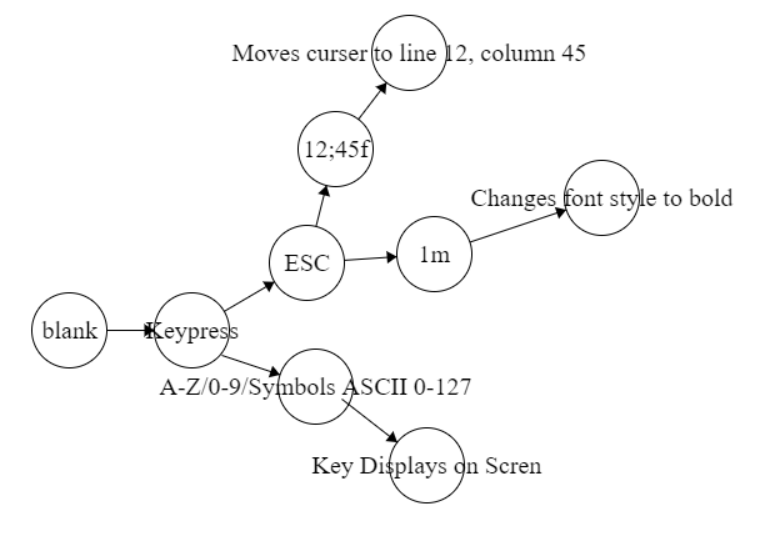 Moves curser to line 12, column 45
12;45f
Changes font style to bold
ESC
1m
blank
Keypress
A-Z/0-9/Symbols ASCII 0-127
Key Displays on Scren